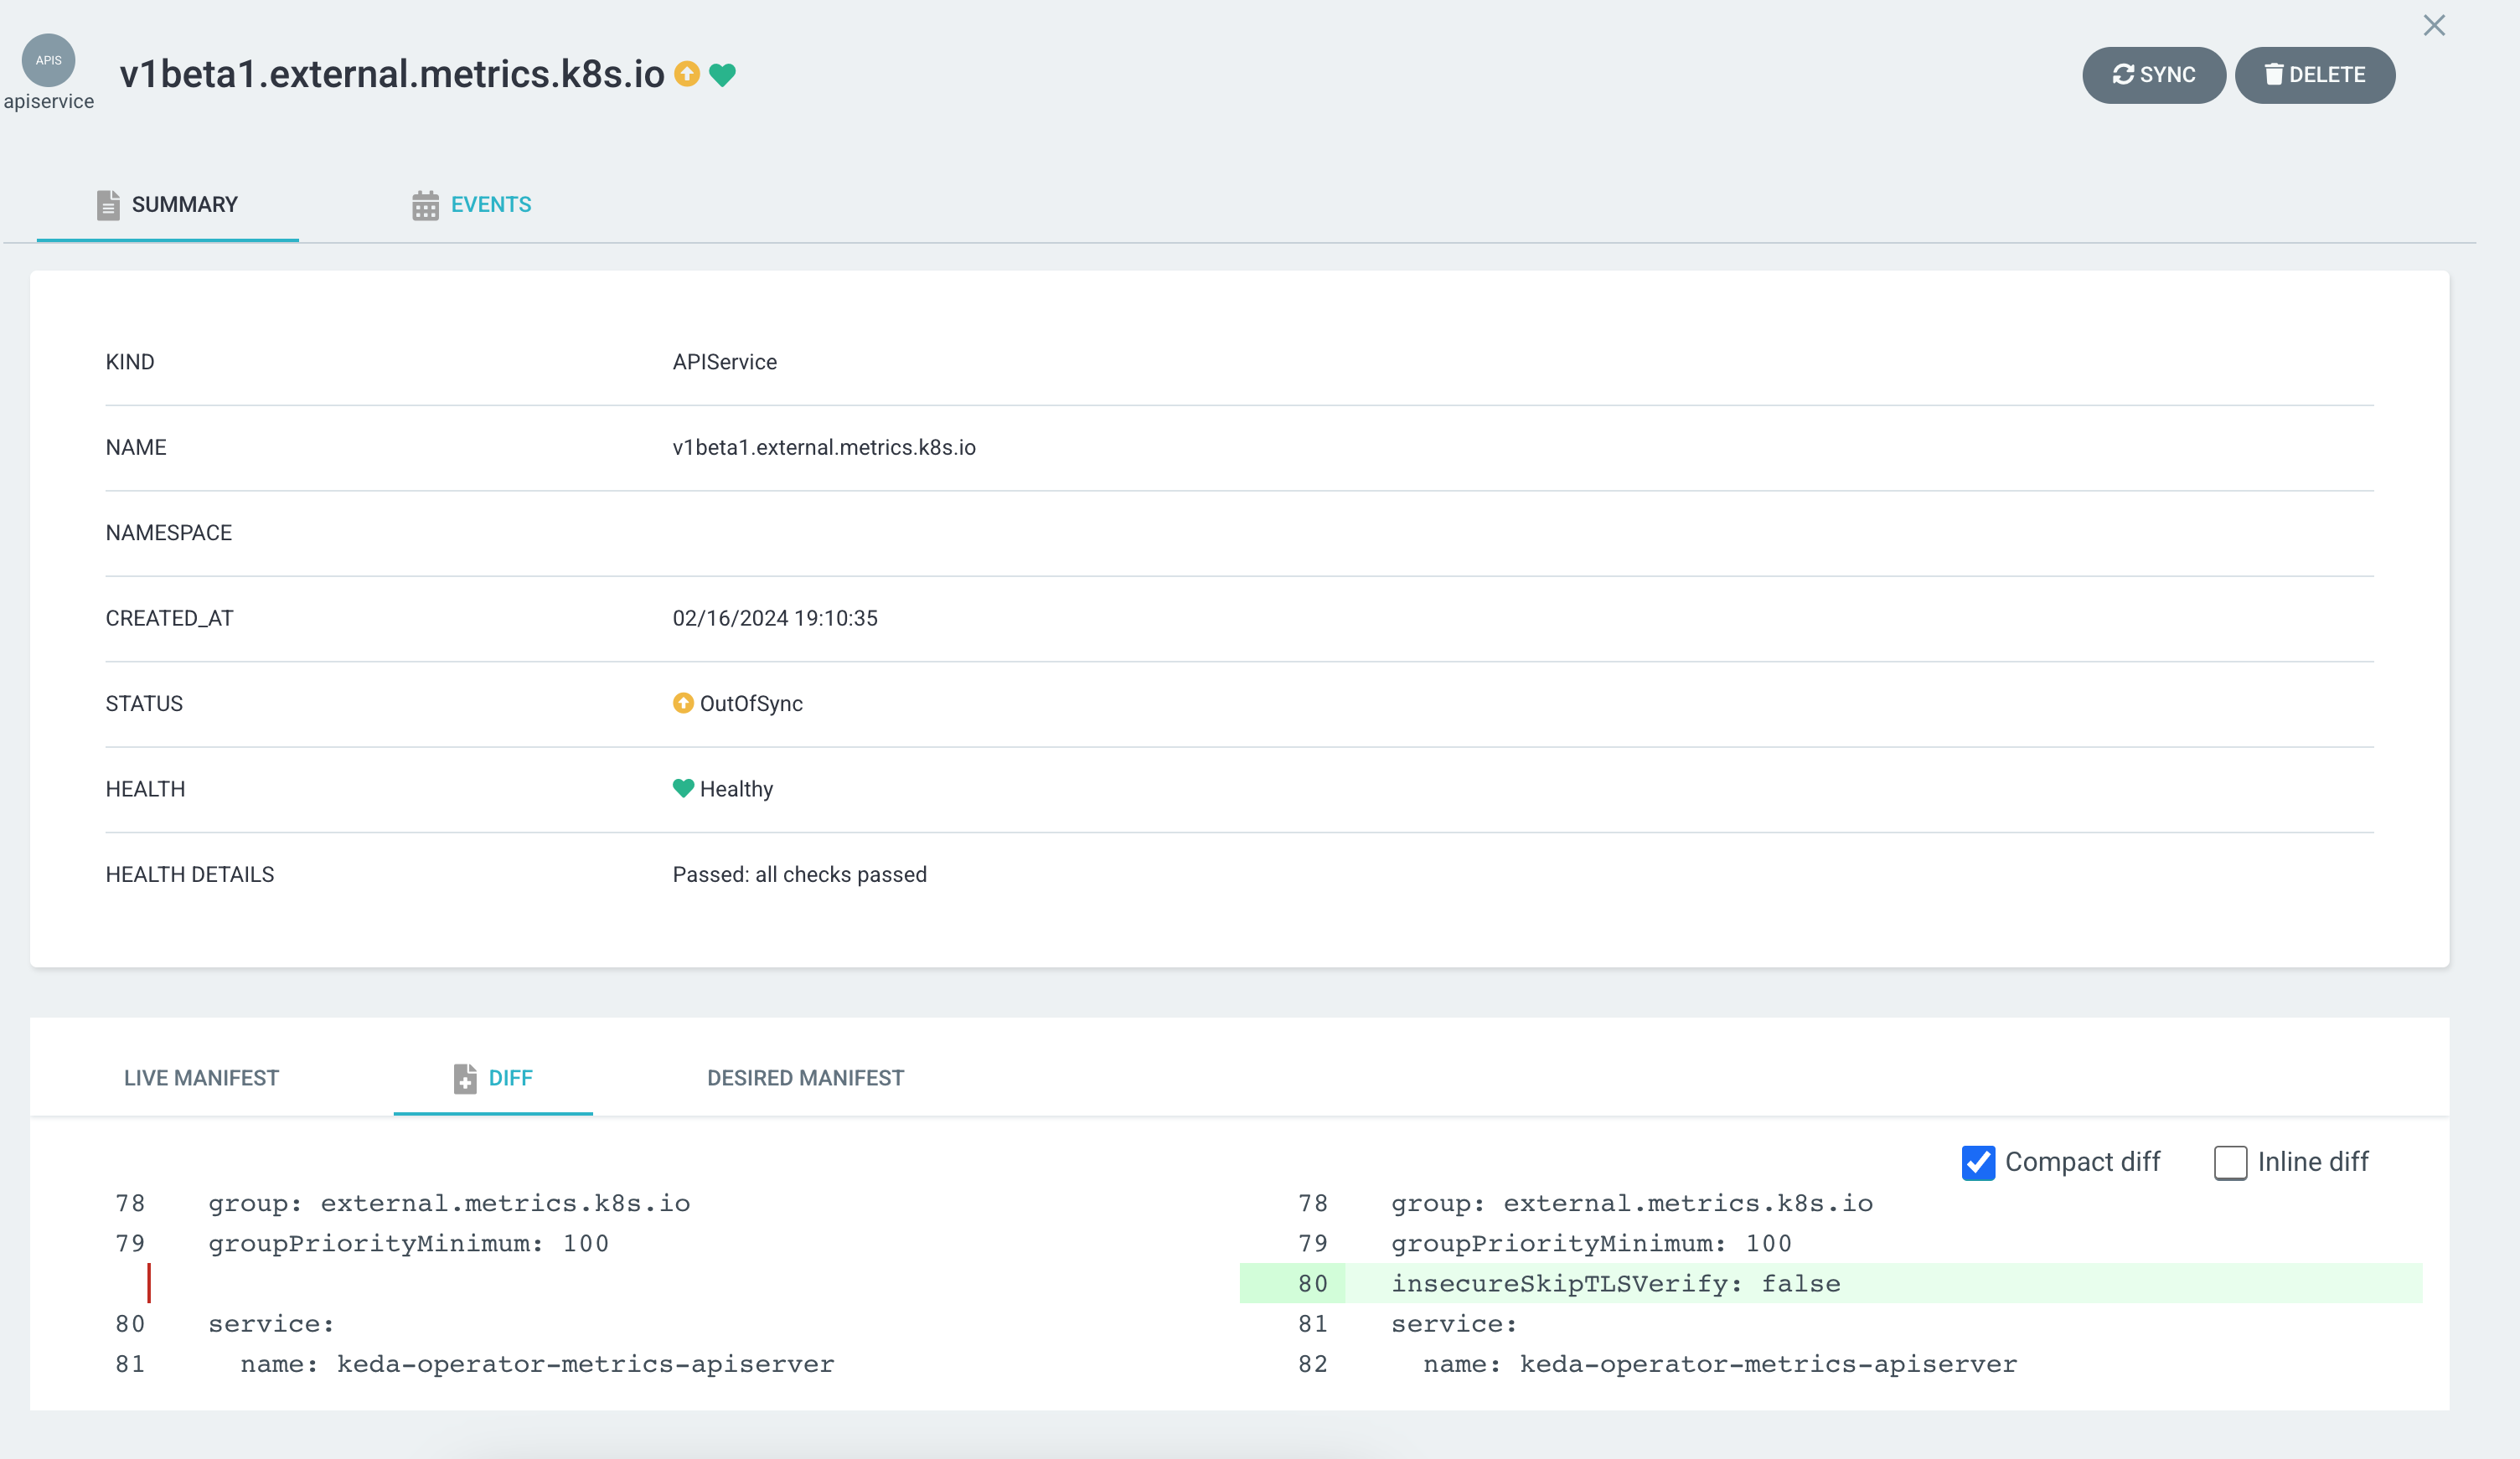 APIS
apiservice
v1beta1.external.metrics.k8s.io
SYNC
DELETE
SUMMARY
EVENTS
KIND
APIService
NAME
v1beta1.external.metrics.k8s.io
NAMESPACE
CREATED_AT
02/16/2024 19:10:35
STATUS
OutOfSync
HEALTH
Healthy
HEALTH DETAILS
Passed: all checks passed
LIVE MANIFEST
DIFF
DESIRED MANIFEST
Compact diff
Inline diff
78 group: external.metrics.k8s.io
79 groupPriorityMinimum: 100
80 service:
81 name: keda-operator-metrics-apiserver
78 group: external.metrics.k8s.io
79 groupPriorityMinimum: 100
80 insecureSkipTLSVerify: false
81 service:
82 name: keda-operator-metrics-apiserver